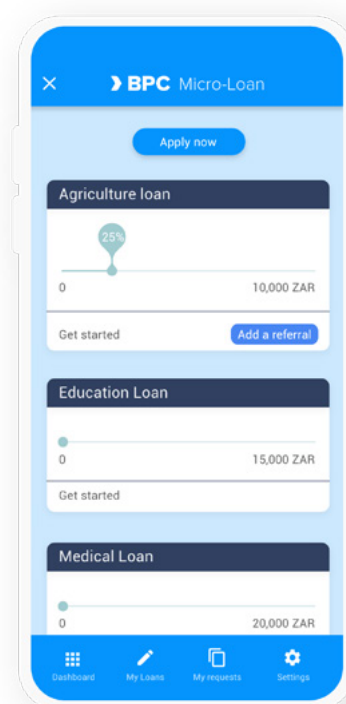 BPC Micro-Loan
Apply now
Agriculture loan
25%
0 10,000 ZAR
Get started Add a referral
Education Loan
0 15,000 ZAR
Get started
Medical Loan
0 20,000 ZAR
Dashboard My Loans My requests Settings